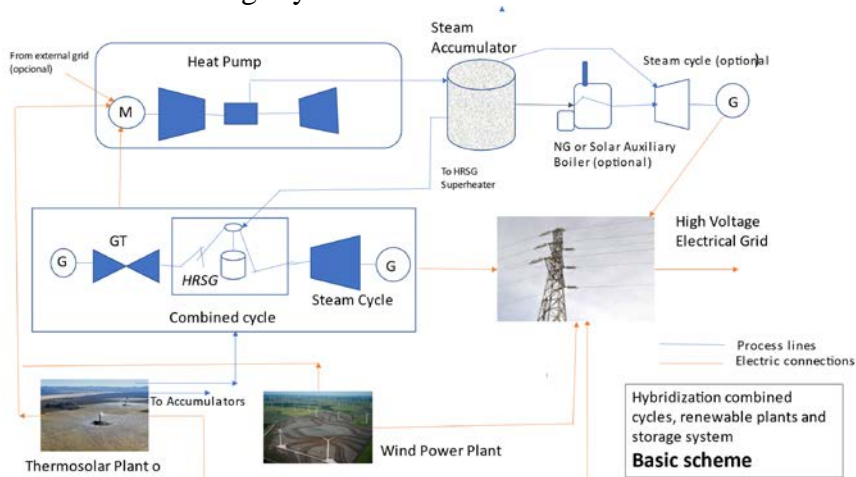 Steam
Accumulator
From external grid
(opcional)
Heat Pump
Steam cycle (optional)
M
G
NG or Solar Auxiliary
Boiler (optional)
To HRSG
Superheater
GT
High Voltage
Electrical Grid
G
G
HRSG
Steam Cycle
Combined cycle
Process lines
Electric connections
To Accumulators
Hybridization combined
cycles, renewable plants and
storage system
Basic scheme
Wind Power Plant
Thermosolar Plant o